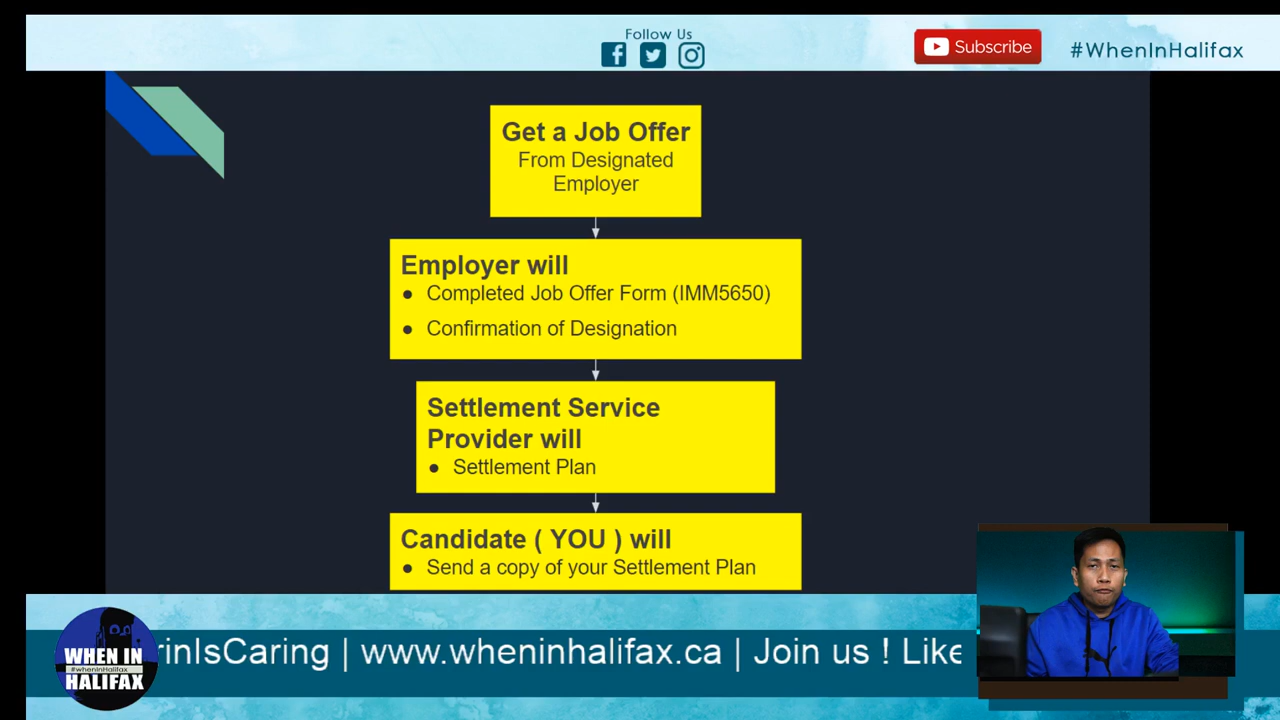 Follow Us
Subscribe
#WhenInHalifax
Get a Job Offer
From Designated
Employer
Employer will
● Completed Job Offer Form (IMM5650)
● Confirmation of Designation
Settlement Service
Provider will
● Settlement Plan
Candidate ( YOU ) will
● Send a copy of your Settlement Plan
rinIsCaring | www.wheninhalifax.ca | Join us ! Like
WHEN IN
#whenInHalifax
HALIFAX